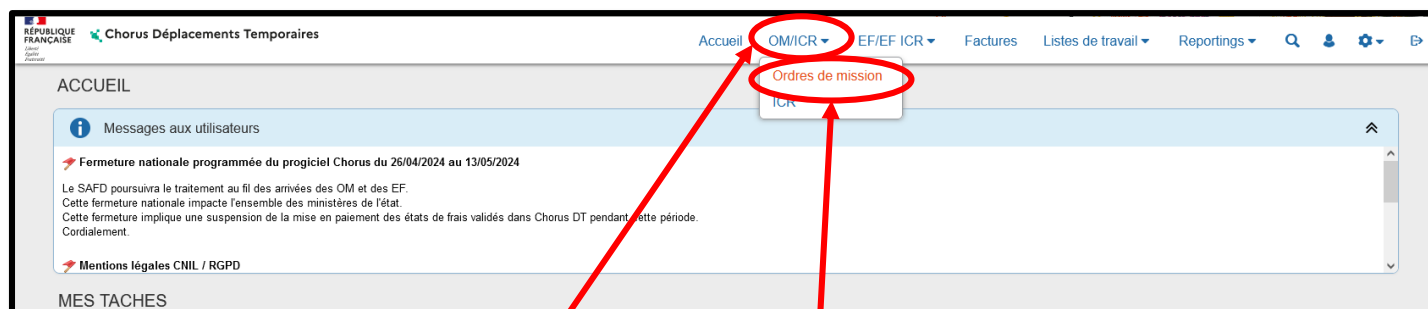 RÉPUBLIQUE
FRANÇAISE
Liberté
Égalité
Fraternité
Chorus Déplacements Temporaires
Accueil OM/ICR EF/EF ICR Factures Listes de travail Reportings
Ordres de mission
ICR
ACCUEIL
Messages aux utilisateurs
Fermeture nationale programmée du progiciel Chorus du 26/04/2024 au 13/05/2024
Le SAFD poursuivra le traitement au fil des arrivées des OM et des EF.
Cette fermeture nationale impacte l'ensemble des ministères de l'état.
Cette fermeture implique une suspension de la mise en paiement des états de frais validés dans Chorus DT pendant cette période.
Cordialement.
Mentions légales CNIL / RGPD
MES TACHES